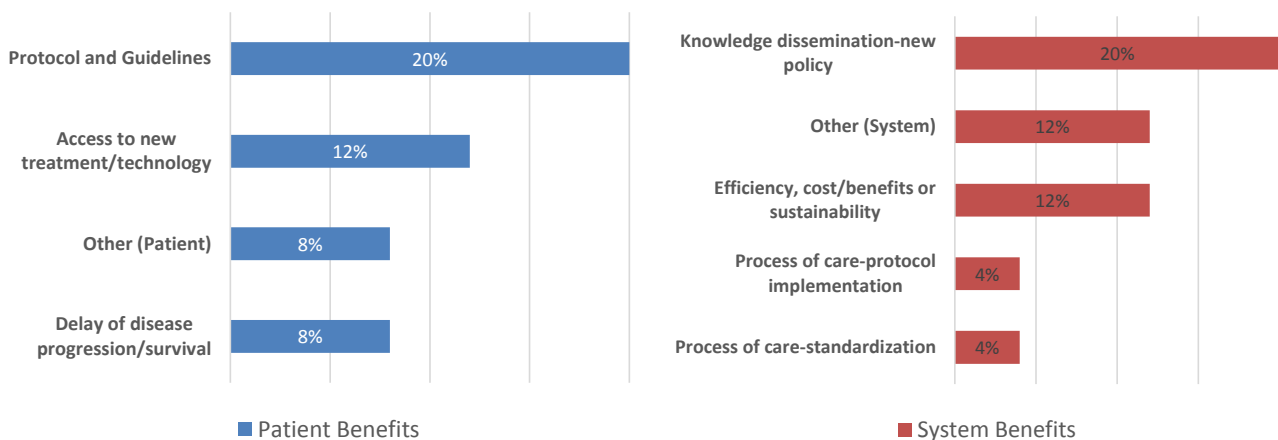 Protocol and Guidelines
20%
Access to new
treatment/technology
12%
Other (Patient)
8%
Delay of disease
progression/survival
8%
Patient Benefits
Knowledge dissemination-new
policy
20%
Other (System)
12%
Efficiency, cost/benefits or
sustainability
12%
Process of care-protocol
implementation
4%
Process of care-standardization
4%
System Benefits